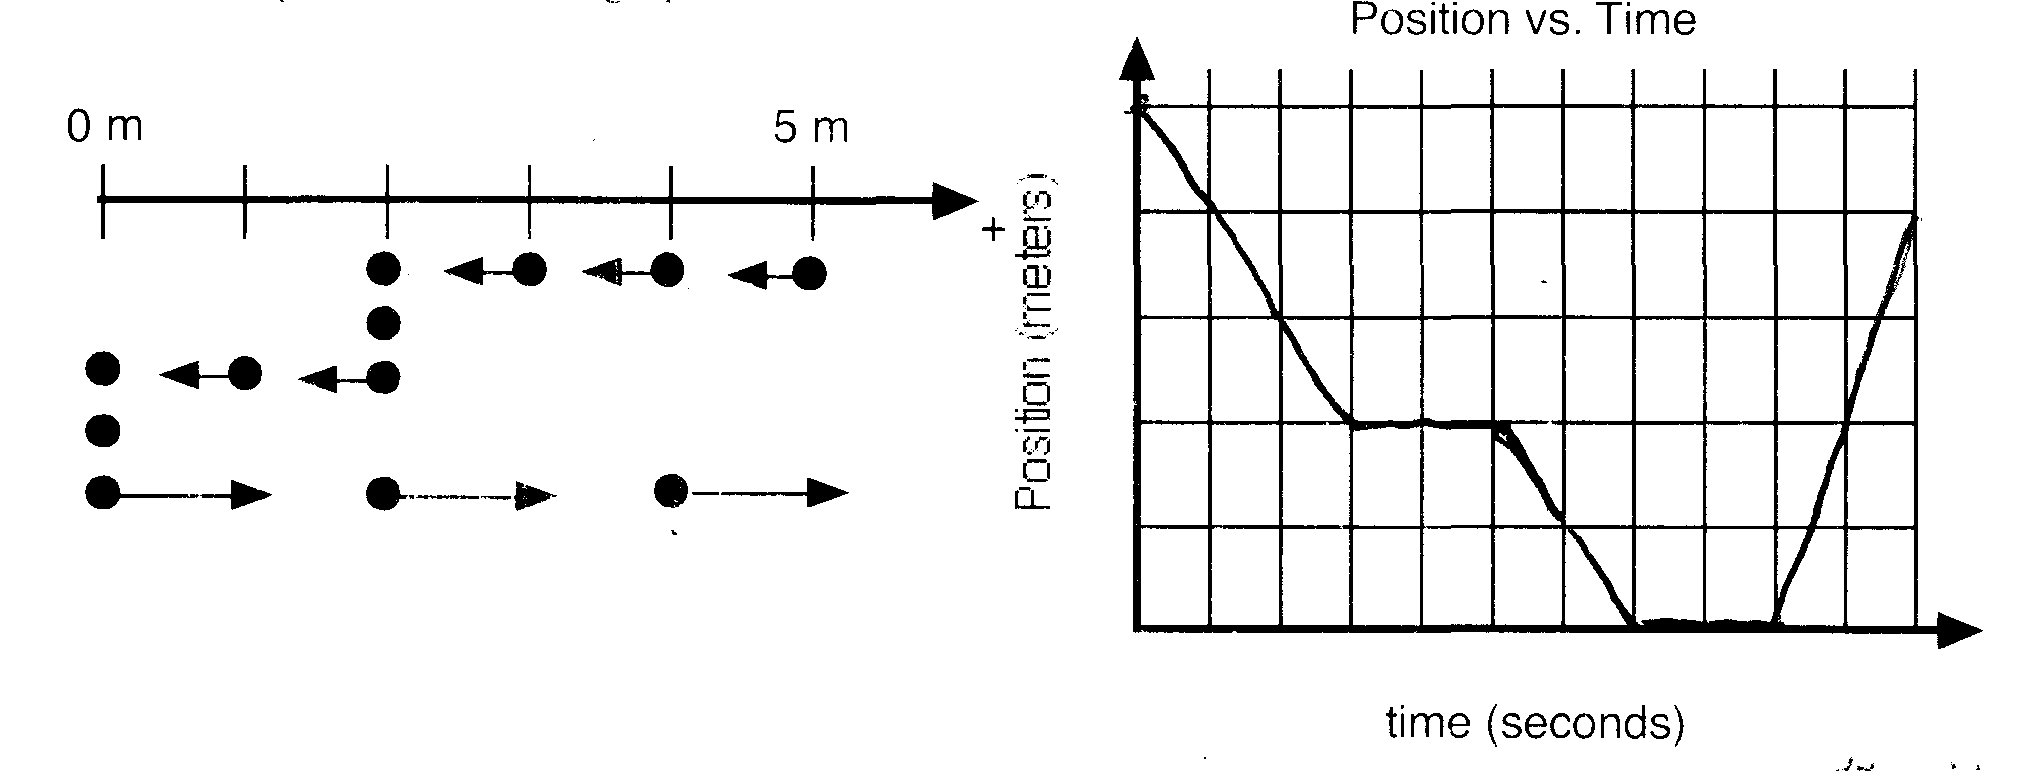 Position vs. Time
0 m
5 m
+
Position (meters)
time (seconds)